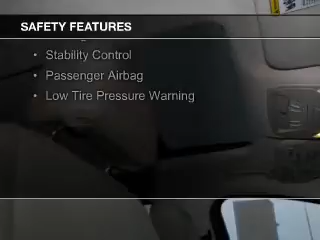 SAFETY FEATURES
• Stability Control
• Passenger Airbag
• Low Tire Pressure Warning